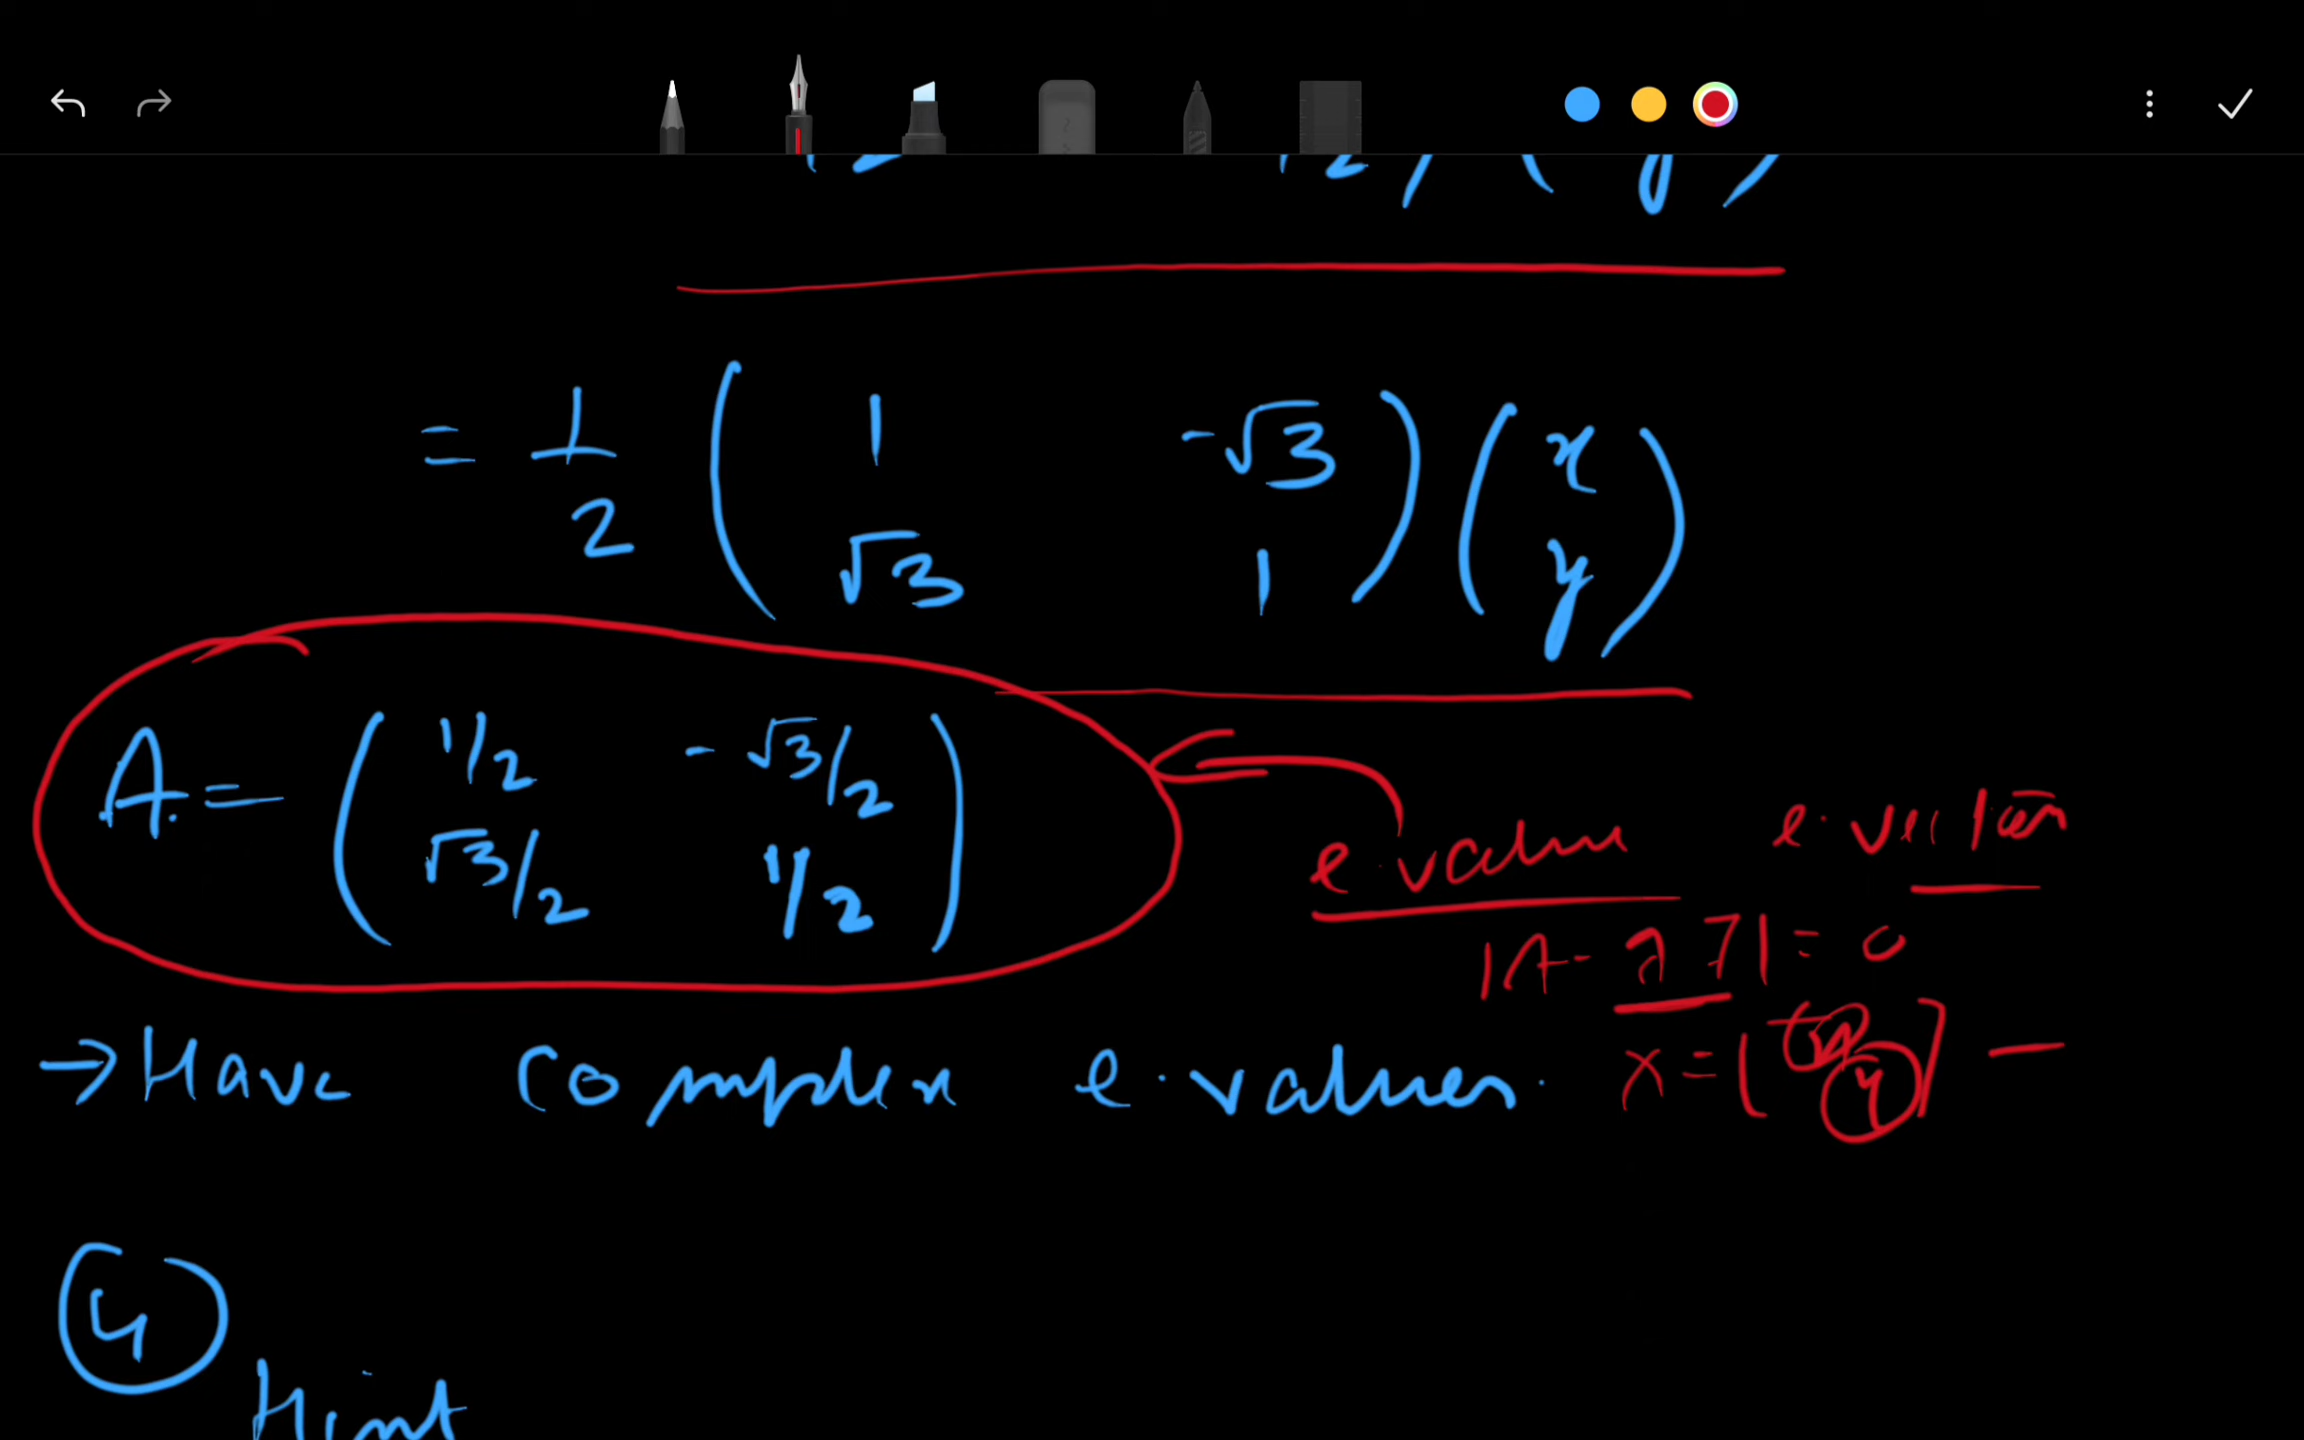 = 1/2 ( 1 -√3 ) ( x )
√3 1 y
A = ( 1/2 -√3/2 )
√3/2 1/2
e.value e.vectors
|A - λI| = 0
→ Have complex e.values. x = [ y ] —
4
Hint